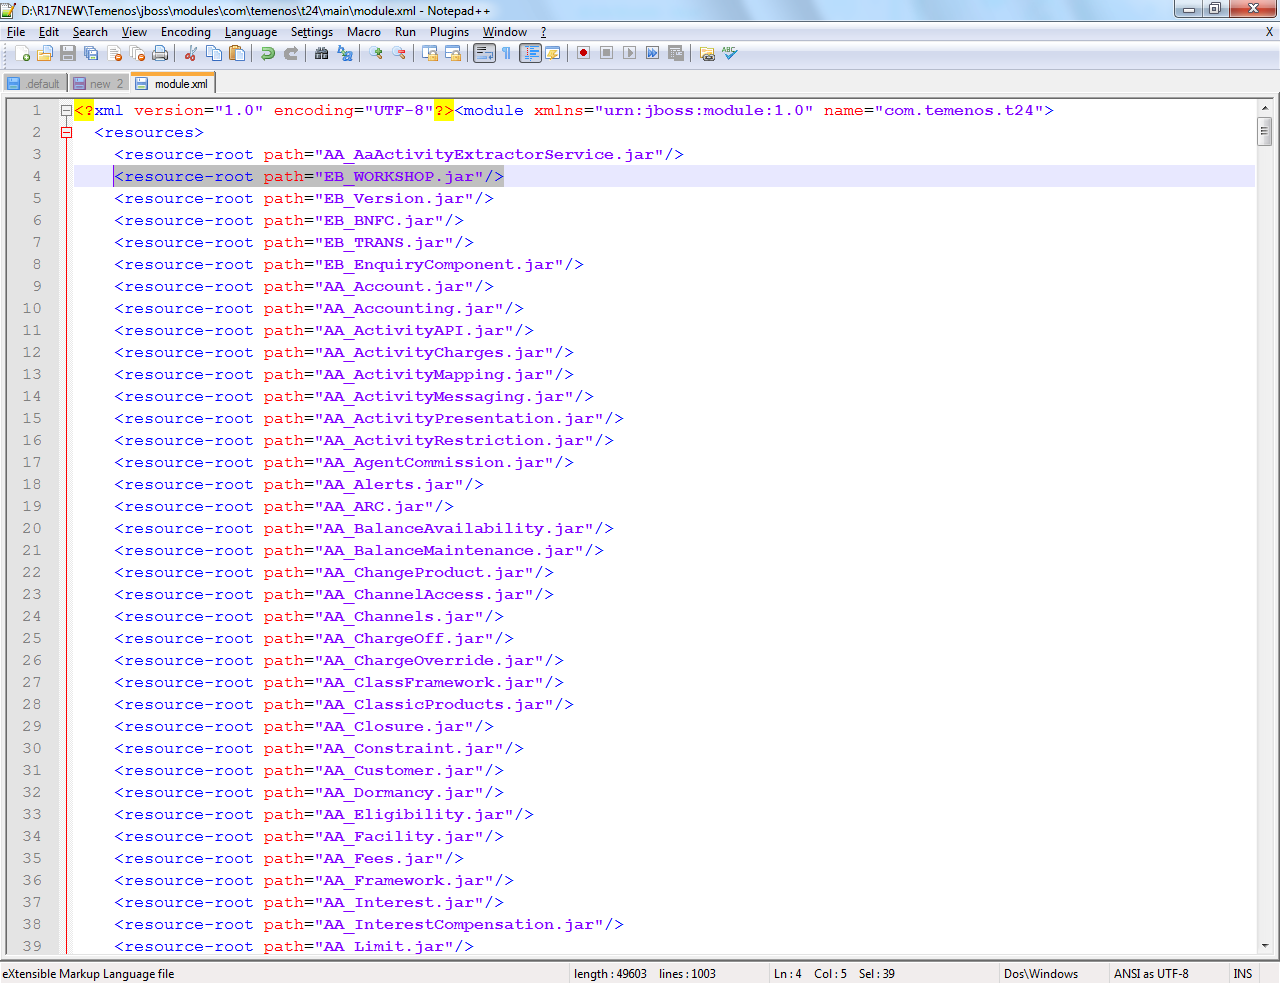 D:\R17NEW\Temenos\jboss\modules\com\temenos\t24\main\module.xml - Notepad++
File Edit Search View Encoding Language Settings Macro Run Plugins Window ? X
default new 2 module.xml
1 <?xml version="1.0" encoding="UTF-8"?><module xmlns="urn:jboss:module:1.0" name="com.temenos.t24">
2 <resources>
3 <resource-root path="AA_AaActivityExtractorService.jar"/>
4 <resource-root path="EB_WORKSHOP.jar"/>
5 <resource-root path="EB_Version.jar"/>
6 <resource-root path="EB_BNFC.jar"/>
7 <resource-root path="EB_TRANS.jar"/>
8 <resource-root path="EB_EnquiryComponent.jar"/>
9 <resource-root path="AA_Account.jar"/>
10 <resource-root path="AA_Accounting.jar"/>
11 <resource-root path="AA_ActivityAPI.jar"/>
12 <resource-root path="AA_ActivityCharges.jar"/>
13 <resource-root path="AA_ActivityMapping.jar"/>
14 <resource-root path="AA_ActivityMessaging.jar"/>
15 <resource-root path="AA_ActivityPresentation.jar"/>
16 <resource-root path="AA_ActivityRestriction.jar"/>
17 <resource-root path="AA_AgentCommission.jar"/>
18 <resource-root path="AA_Alerts.jar"/>
19 <resource-root path="AA_ARC.jar"/>
20 <resource-root path="AA_BalanceAvailability.jar"/>
21 <resource-root path="AA_BalanceMaintenance.jar"/>
22 <resource-root path="AA_ChangeProduct.jar"/>
23 <resource-root path="AA_ChannelAccess.jar"/>
24 <resource-root path="AA_Channels.jar"/>
25 <resource-root path="AA_ChargeOff.jar"/>
26 <resource-root path="AA_ChargeOverride.jar"/>
27 <resource-root path="AA_ClassFramework.jar"/>
28 <resource-root path="AA_ClassicProducts.jar"/>
29 <resource-root path="AA_Closure.jar"/>
30 <resource-root path="AA_Constraint.jar"/>
31 <resource-root path="AA_Customer.jar"/>
32 <resource-root path="AA_Dormancy.jar"/>
33 <resource-root path="AA_Eligibility.jar"/>
34 <resource-root path="AA_Facility.jar"/>
35 <resource-root path="AA_Fees.jar"/>
36 <resource-root path="AA_Framework.jar"/>
37 <resource-root path="AA_Interest.jar"/>
38 <resource-root path="AA_InterestCompensation.jar"/>
39 <resource-root path="AA_Limit.jar"/>
eXtensible Markup Language file length : 49603 lines : 1003 Ln : 4 Col : 5 Sel : 39 Dos\Windows ANSI as UTF-8 INS